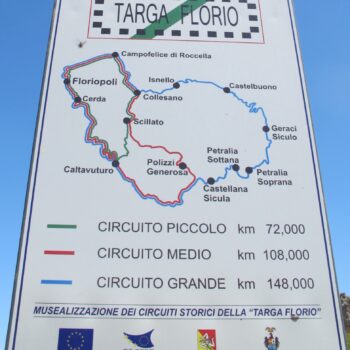 TARGA FLORIO
Campofelice di Roccella
Floriopoli
Isnello
Castelbuono
Cerda
Collesano
Scillato
Geraci
Siculo
Petralia
Sottana
Polizzi
Generosa
Petralia
Soprana
Caltavuturo
Castellana
Sicula
CIRCUITO PICCOLO km 72,000
CIRCUITO MEDIO km 108,000
CIRCUITO GRANDE km 148,000
MUSEALIZZAZIONE DEI CIRCUITI STORICI DELLA "TARGA FLORIO"